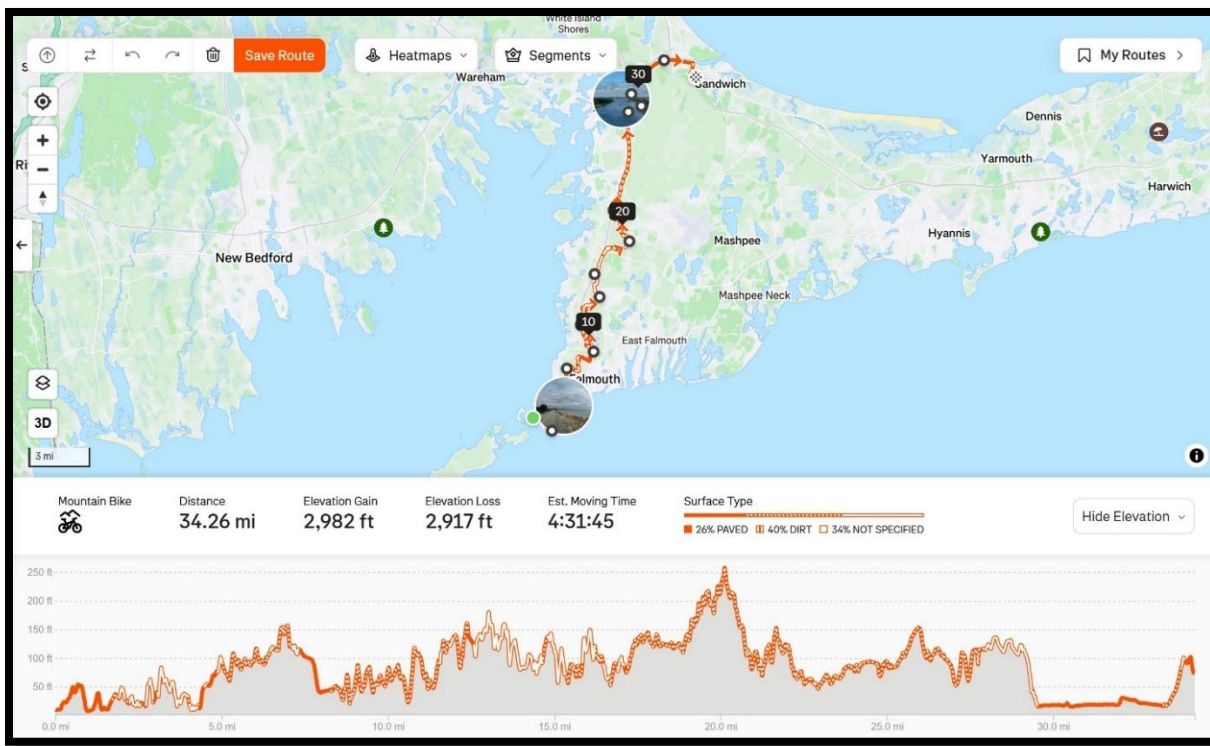 White Island
Shores
Save Route
Heatmaps
Segments
My Routes
Wareham
30
Sandwich
Dennis
Yarmouth
Harwich
20
Mashpee
Hyannis
New Bedford
Mashpee Neck
10
East Falmouth
Falmouth
3D
3 mi
Mountain Bike
Distance
34.26 mi
Elevation Gain
2,982 ft
Elevation Loss
2,917 ft
Est. Moving Time
4:31:45
Surface Type
26% PAVED 40% DIRT 34% NOT SPECIFIED
Hide Elevation
250 ft
200 ft
150 ft
100 ft
50 ft
0.0 mi 5.0 mi 10.0 mi 15.0 mi 20.0 mi 25.0 mi 30.0 mi